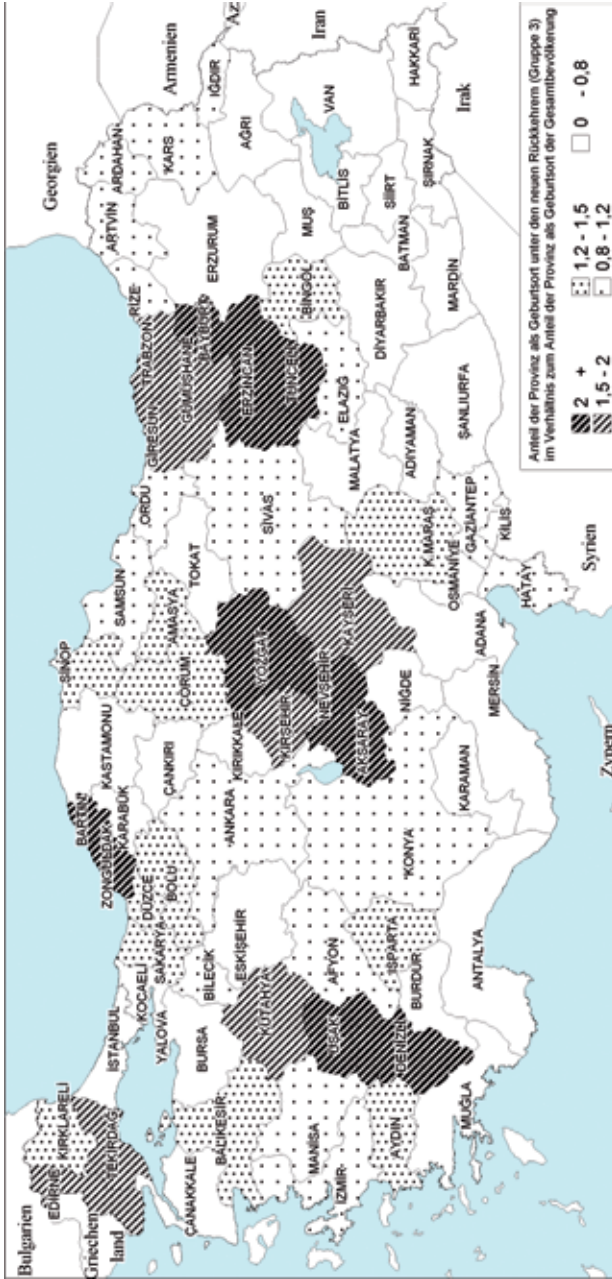 Bulgarien
Griechen
land
Georgien
Armenien
Az
Iran
Irak
Syrien
Zypern
EDİRNE
KIRKLARELİ
TEKİRDAĞ
İSTANBUL
KOCAELİ
YALOVA
SAKARYA
DÜZCE
BOLU
ZONGULDAK
BARTIN
KARABÜK
KASTAMONU
ÇANKIRI
SİNOP
SAMSUN
AMASYA
ÇORUM
TOKAT
ORDU
GİRESUN
TRABZON
GÜMÜŞHANE
BAYBURT
RİZE
ARTVİN
ARDAHAN
KARS
IĞDIR
AĞRI
ERZURUM
ERZİNCAN
TUNCELİ
BİNGÖL
MUŞ
BİTLİS
VAN
HAKKARİ
ŞIRNAK
SİİRT
BATMAN
MARDİN
DİYARBAKIR
ELAZIĞ
MALATYA
ADIYAMAN
ŞANLIURFA
SİVAS
YOZGAT
KAYSERİ
KIRŞEHİR
KIRIKKALE
NEVŞEHİR
AKSARAY
NİĞDE
ANKARA
KONYA
KARAMAN
MERSİN
ADANA
OSMANİYE
K.MARAŞ
GAZİANTEP
KİLİS
HATAY
ÇANAKKALE
BALIKESİR
BURSA
BİLECİK
ESKİŞEHİR
KÜTAHYA
MANİSA
İZMİR
UŞAK
AFYON
AYDIN
DENİZLİ
ISPARTA
BURDUR
MUĞLA
ANTALYA
Anteil der Provinz als Geburtsort unter den neuen Rückkehrern (Gruppe 3)
im Verhältnis zum Anteil der Provinz als Geburtsort der Gesamtbevölkerung
2 +
1,5 - 2
1,2 - 1,5
0,8 - 1,2
0 - 0,8